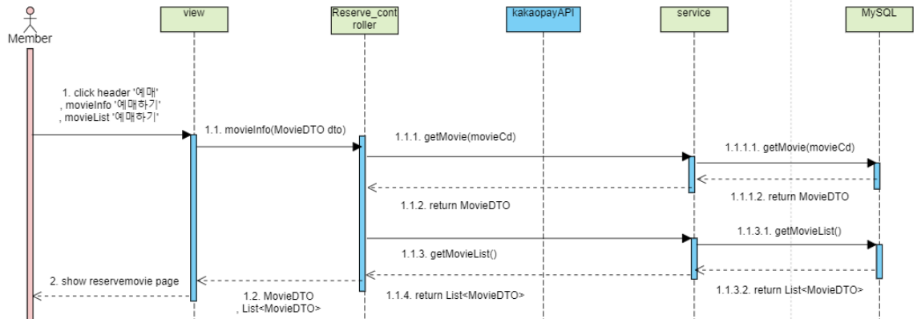 Member
view
Reserve_cont
roller
kakaopayAPI
service
MySQL
1. click header '예매'
, movieInfo '예매하기'
, movieList '예매하기'
1.1. movieInfo(MovieDTO dto)
1.1.1. getMovie(movieCd)
1.1.1.1. getMovie(movieCd)
1.1.1.2. return MovieDTO
1.1.2. return MovieDTO
1.1.3. getMovieList()
1.1.3.1. getMovieList()
1.1.3.2. return List<MovieDTO>
1.1.4. return List<MovieDTO>
1.2. MovieDTO
, List<MovieDTO>
2. show reservemovie page